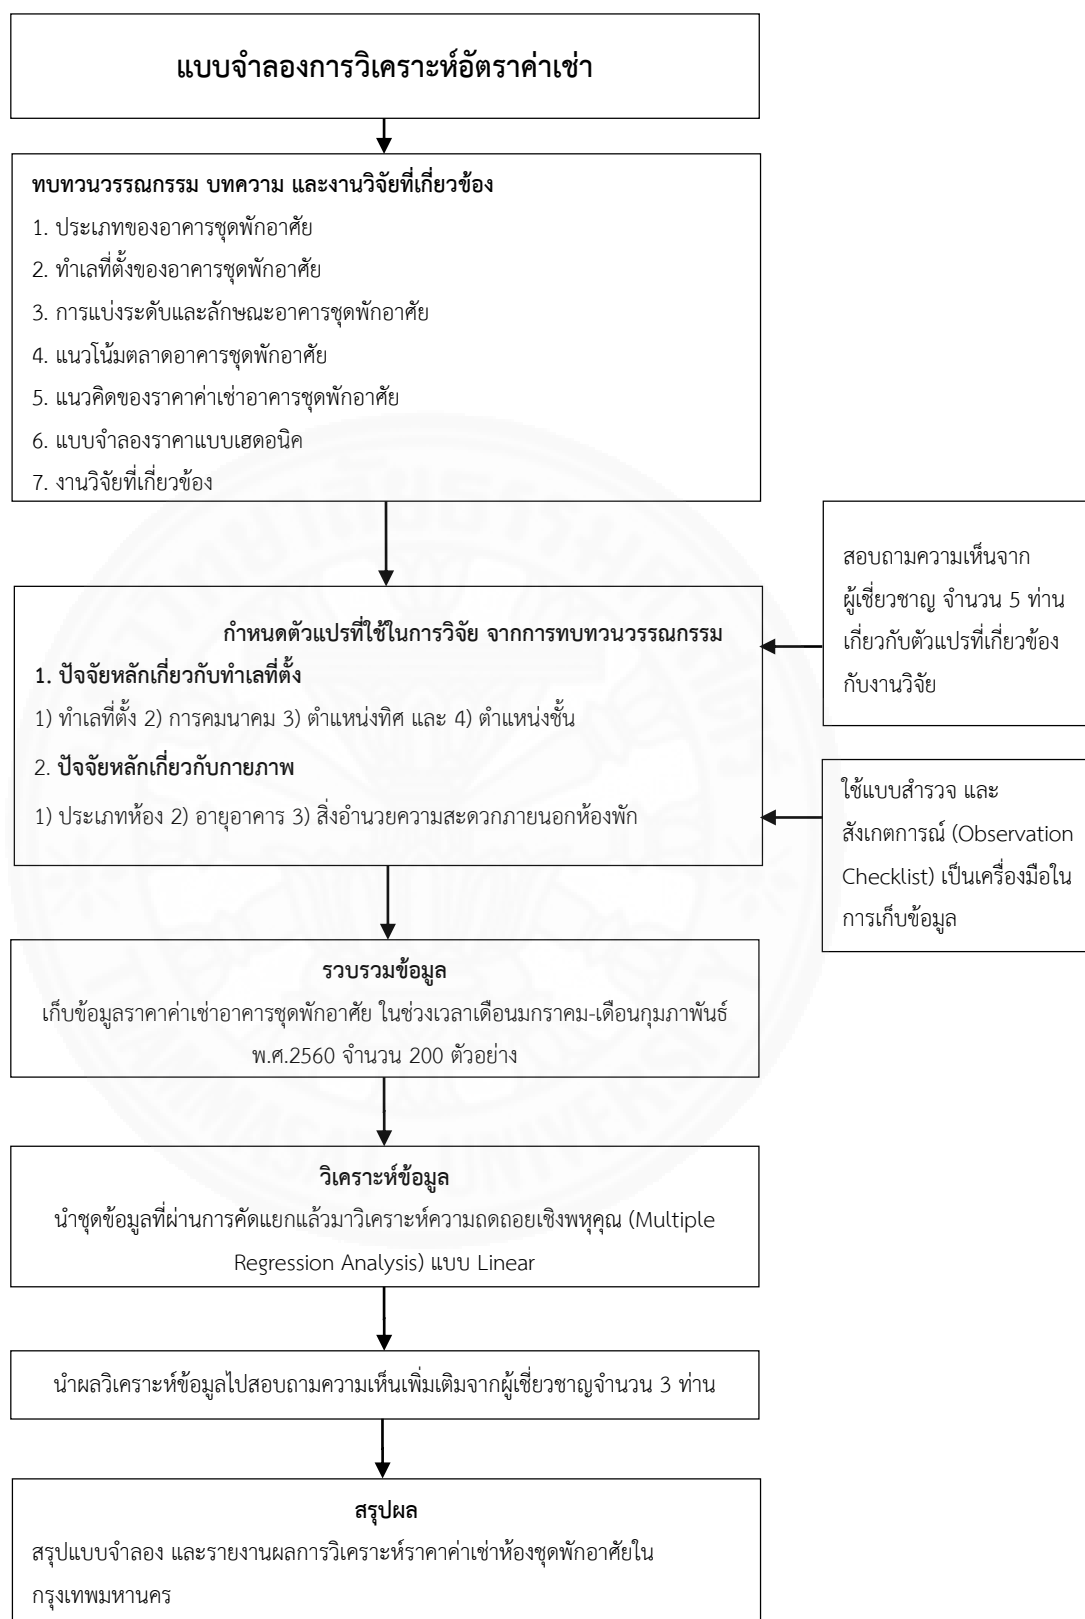 แบบจำลองการวิเคราะห์อัตราค่าเช่า
ทบทวนวรรณกรรม บทความ และงานวิจัยที่เกี่ยวข้อง
1. ประเภทของอาคารชุดพักอาศัย
2. ทำเลที่ตั้งของอาคารชุดพักอาศัย
3. การแบ่งระดับและลักษณะอาคารชุดพักอาศัย
4. แนวโน้มตลาดอาคารชุดพักอาศัย
5. แนวคิดของราคาค่าเช่าอาคารชุดพักอาศัย
6. แบบจำลองราคาแบบเฮดอนิค
7. งานวิจัยที่เกี่ยวข้อง
สอบถามความเห็นจาก
ผู้เชี่ยวชาญ จำนวน 5 ท่าน
เกี่ยวกับตัวแปรที่เกี่ยวข้อง
กับงานวิจัย
กำหนดตัวแปรที่ใช้ในการวิจัย จากการทบทวนวรรณกรรม
1. ปัจจัยหลักเกี่ยวกับทำเลที่ตั้ง
1) ทำเลที่ตั้ง 2) การคมนาคม 3) ตำแหน่งทิศ และ 4) ตำแหน่งชั้น
2. ปัจจัยหลักเกี่ยวกับกายภาพ
1) ประเภทห้อง 2) อายุอาคาร 3) สิ่งอำนวยความสะดวกภายนอกห้องพัก
ใช้แบบสำรวจ และ
สังเกตการณ์ (Observation
Checklist) เป็นเครื่องมือใน
การเก็บข้อมูล
รวบรวมข้อมูล
เก็บข้อมูลราคาค่าเช่าอาคารชุดพักอาศัย ในช่วงเวลาเดือนมกราคม-เดือนกุมภาพันธ์
พ.ศ.2560 จำนวน 200 ตัวอย่าง
วิเคราะห์ข้อมูล
นำชุดข้อมูลที่ผ่านการคัดแยกแล้วมาวิเคราะห์ความถดถอยเชิงพหุคูณ (Multiple
Regression Analysis) แบบ Linear
นำผลวิเคราะห์ข้อมูลไปสอบถามความเห็นเพิ่มเติมจากผู้เชี่ยวชาญจำนวน 3 ท่าน
สรุปผล
สรุปแบบจำลอง และรายงานผลการวิเคราะห์ราคาค่าเช่าห้องชุดพักอาศัยใน
กรุงเทพมหานคร